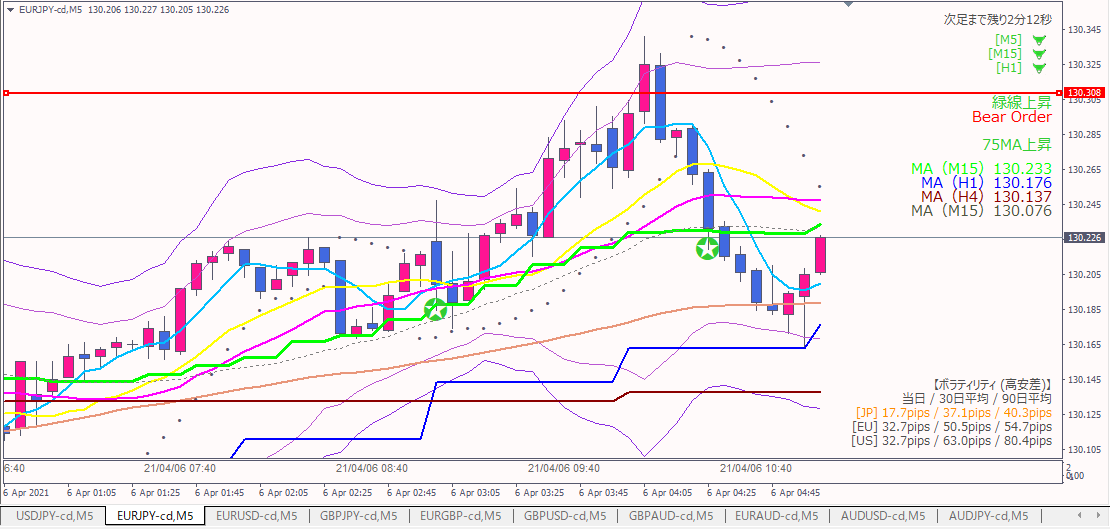 EURJPY-cd,M5 130.206 130.227 130.205 130.226
次足まで残り2分12秒
[M5]
[M15]
[H1]
緑線上昇
Bear Order
75MA上昇
MA（M15）130.233
MA（H1）130.176
MA（H4）130.137
MA（M15）130.076
130.345
130.325
130.308
130.305
130.285
130.265
130.245
130.226
130.205
130.185
130.165
130.145
130.125
130.105
【ボラティリティ (高安差)】
当日 / 30日平均 / 90日平均
[JP] 17.7pips / 37.1pips / 40.3pips
[EU] 32.7pips / 50.5pips / 54.7pips
[US] 32.7pips / 63.0pips / 80.4pips
6:40 21/04/06 07:40 21/04/06 08:40 21/04/06 09:40 21/04/06 10:40
6 Apr 2021 6 Apr 01:05 6 Apr 01:25 6 Apr 01:45 6 Apr 02:05 6 Apr 02:25 6 Apr 02:45 6 Apr 03:05 6 Apr 03:25 6 Apr 03:45 6 Apr 04:05 6 Apr 04:25 6 Apr 04:45
USDJPY-cd,M5 EURJPY-cd,M5 EURUSD-cd,M5 GBPJPY-cd,M5 EURGBP-cd,M5 GBPUSD-cd,M5 GBPAUD-cd,M5 EURAUD-cd,M5 AUDUSD-cd,M5 AUDJPY-cd,M5